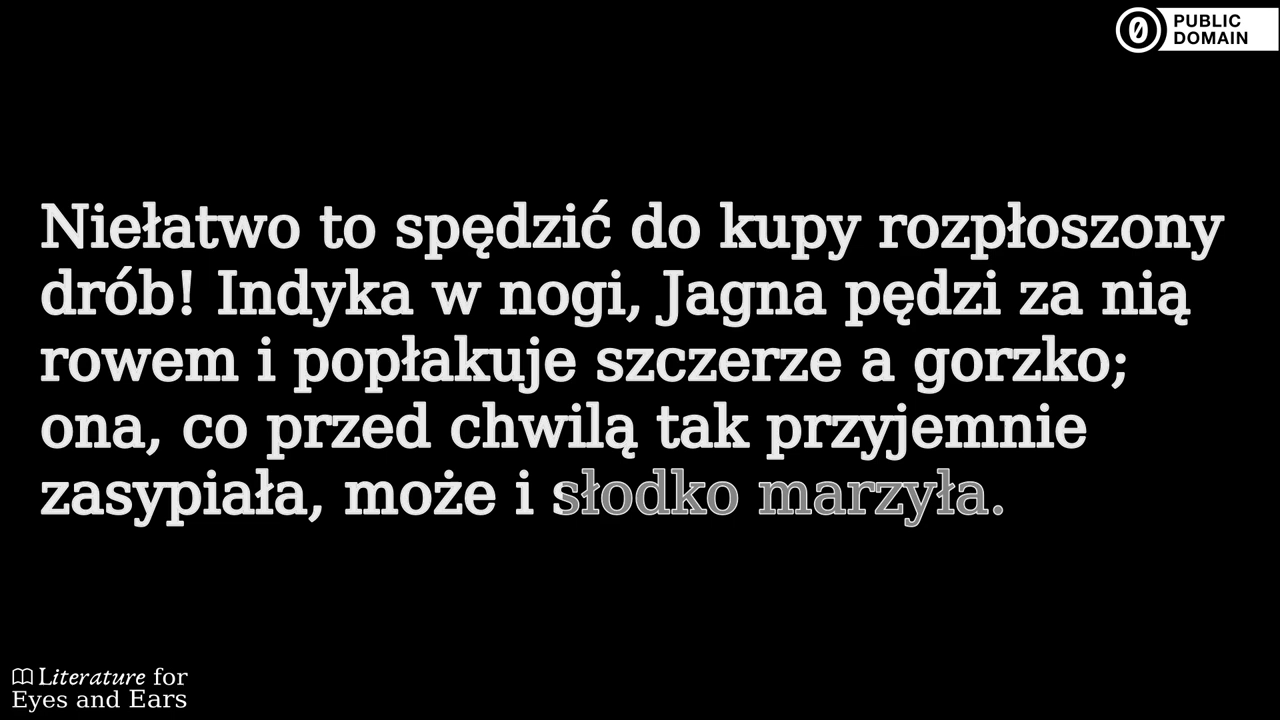 PUBLIC
DOMAIN
Niełatwo to spędzić do kupy rozpłoszony
drób! Indyka w nogi, Jagna pędzi za nią
rowem i popłakuje szczerze a gorzko;
ona, co przed chwilą tak przyjemnie
zasypiała, może i słodko marzyła.
Literature for
Eyes and Ears